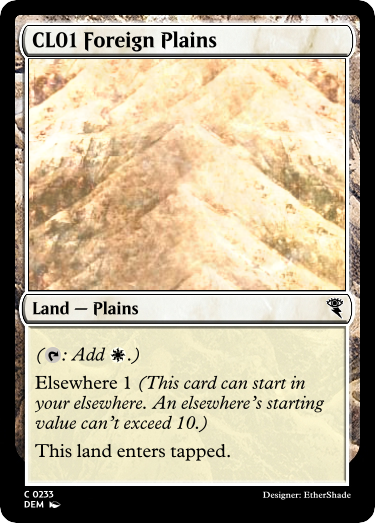 CL01 Foreign Plains
Land — Plains
(T: Add W.)
Elsewhere 1 (This card can start in
your elsewhere. An elsewhere's starting
value can't exceed 10.)
This land enters tapped.
C 0233
DEM
Designer: EtherShade